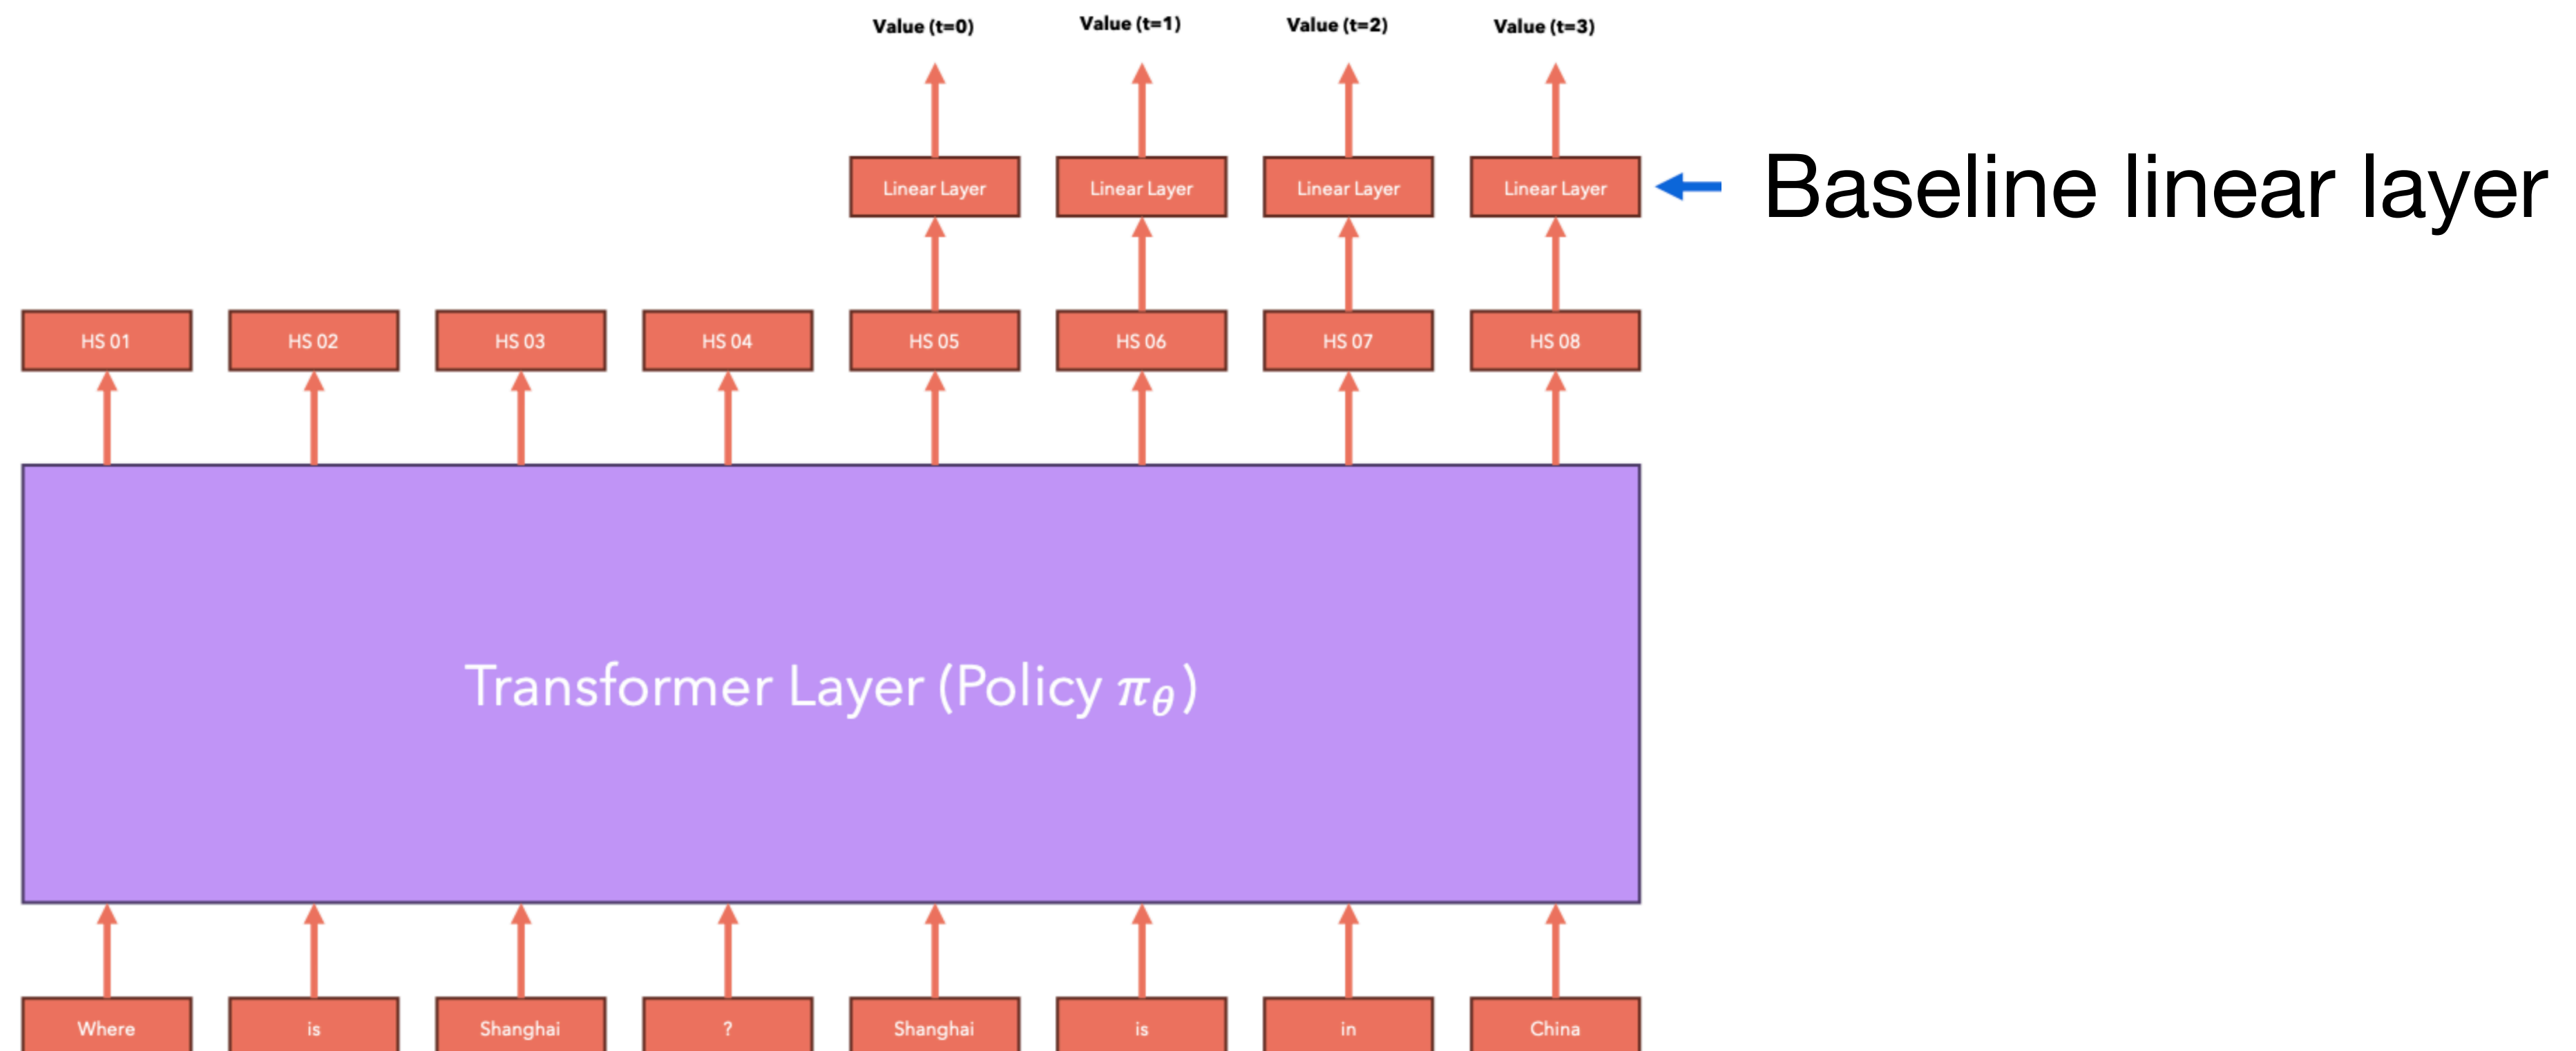 Value (t=0) Value (t=1) Value (t=2) Value (t=3)
Linear Layer Linear Layer Linear Layer Linear Layer Baseline linear layer
HS 01 HS 02 HS 03 HS 04 HS 05 HS 06 HS 07 HS 08
Transformer Layer (Policy π_θ)
Where is Shanghai ? Shanghai is in China